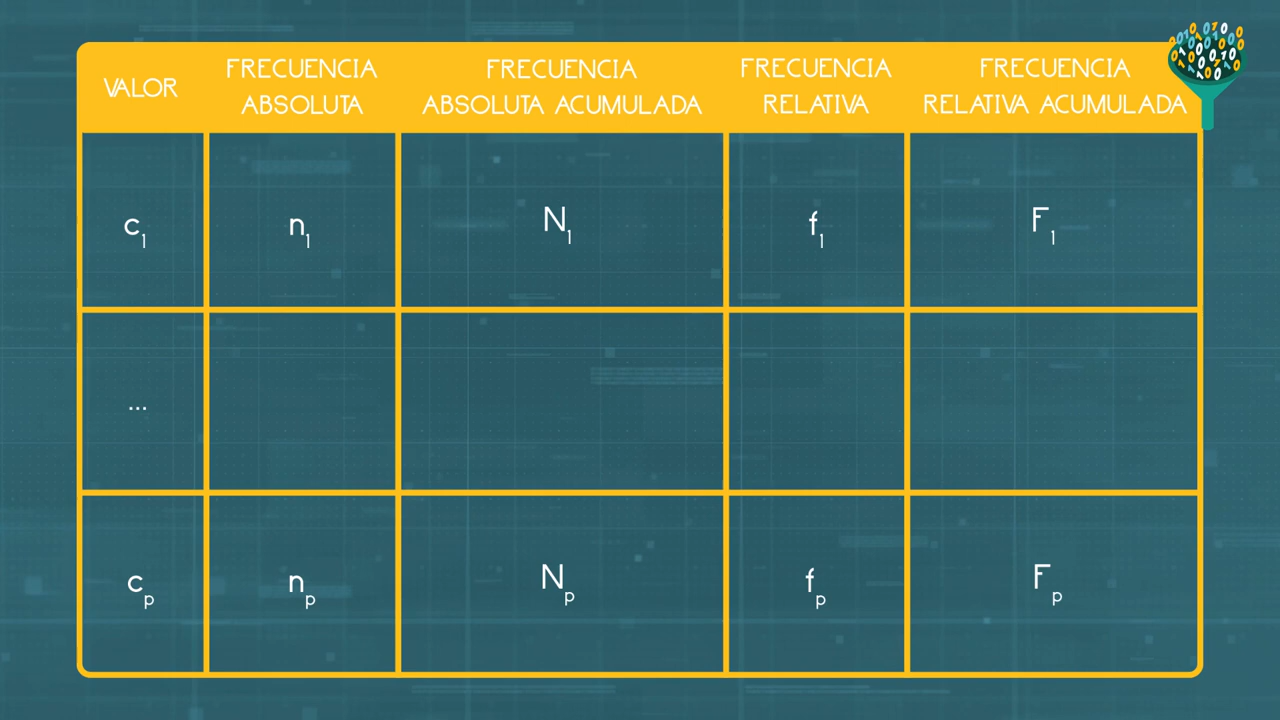 VALOR
FRECUENCIA
ABSOLUTA
FRECUENCIA
ABSOLUTA ACUMULADA
FRECUENCIA
RELATIVA
FRECUENCIA
RELATIVA ACUMULADA
c₁ n₁ N₁ f₁ F₁
...
cₚ nₚ Nₚ fₚ Fₚ